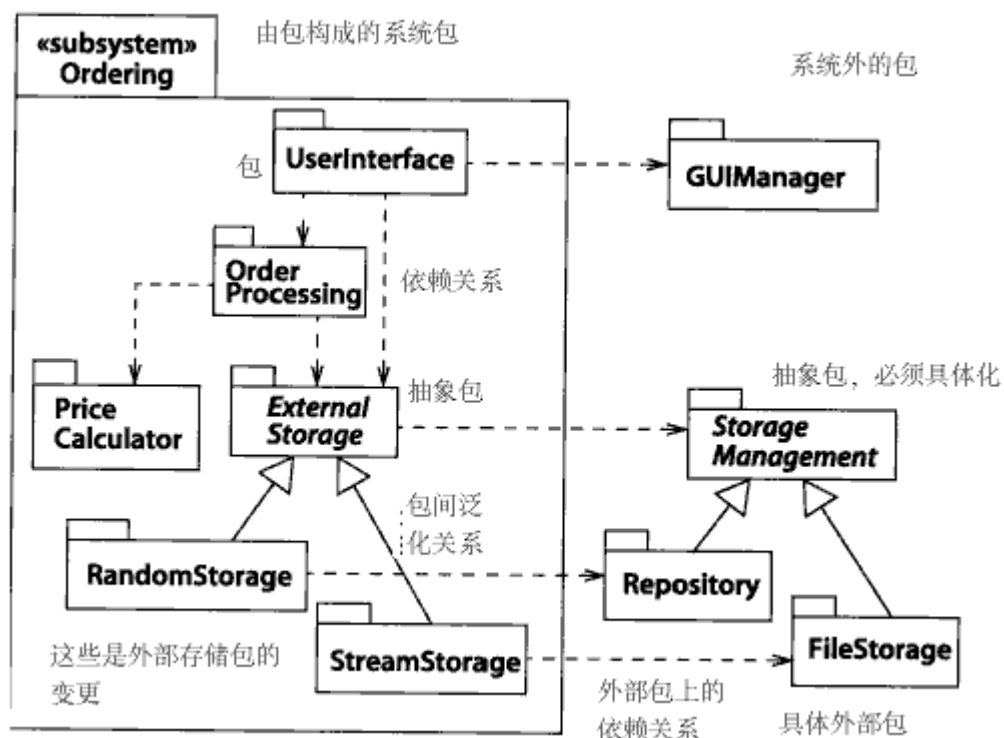 «subsystem»
Ordering
由包构成的系统包
系统外的包
包
UserInterface
GUIManager
Order
Processing
依赖关系
Price
Calculator
External
Storage
抽象包
抽象包，必须具体化
Storage
Management
包间泛
化关系
RandomStorage
Repository
这些是外部存储包的
变更
StreamStorage
FileStorage
外部包上的
依赖关系
具体外部包